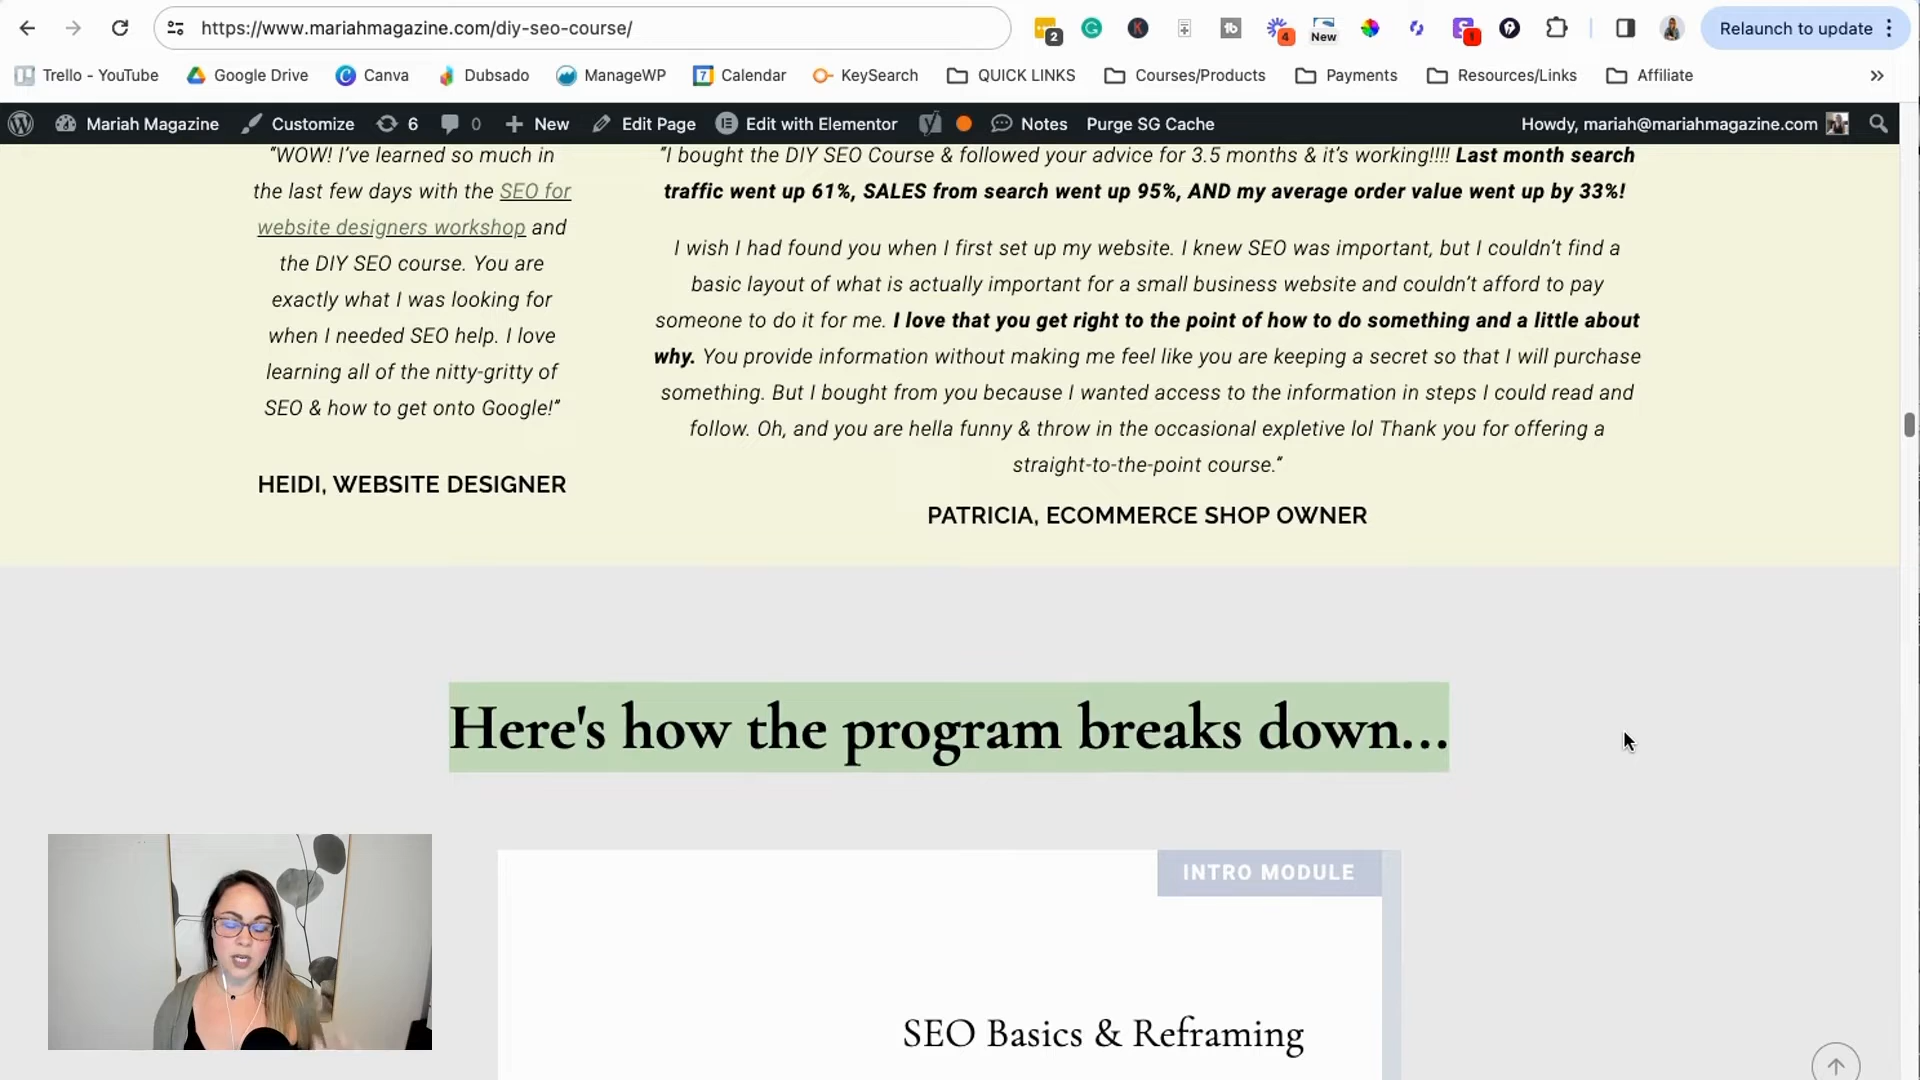 https://www.mariahmagazine.com/diy-seo-course/
2
4
New
1
Relaunch to update
Trello - YouTube
Google Drive
Canva
Dubsado
ManageWP
7
Calendar
KeySearch
QUICK LINKS
Courses/Products
Payments
Resources/Links
Affiliate
»
Mariah Magazine
Customize
6
0
New
Edit Page
Edit with Elementor
Notes
Purge SG Cache
Howdy, mariah@mariahmagazine.com
"WOW! I've learned so much in
the last few days with the SEO for
website designers workshop and
the DIY SEO course. You are
exactly what I was looking for
when I needed SEO help. I love
learning all of the nitty-gritty of
SEO & how to get onto Google!"
HEIDI, WEBSITE DESIGNER
"I bought the DIY SEO Course & followed your advice for 3.5 months & it's working!!!! Last month search
traffic went up 61%, SALES from search went up 95%, AND my average order value went up by 33%!
I wish I had found you when I first set up my website. I knew SEO was important, but I couldn't find a
basic layout of what is actually important for a small business website and couldn't afford to pay
someone to do it for me. I love that you get right to the point of how to do something and a little about
why. You provide information without making me feel like you are keeping a secret so that I will purchase
something. But I bought from you because I wanted access to the information in steps I could read and
follow. Oh, and you are hella funny & throw in the occasional expletive lol Thank you for offering a
straight-to-the-point course."
PATRICIA, ECOMMERCE SHOP OWNER
Here's how the program breaks down...
INTRO MODULE
SEO Basics & Reframing